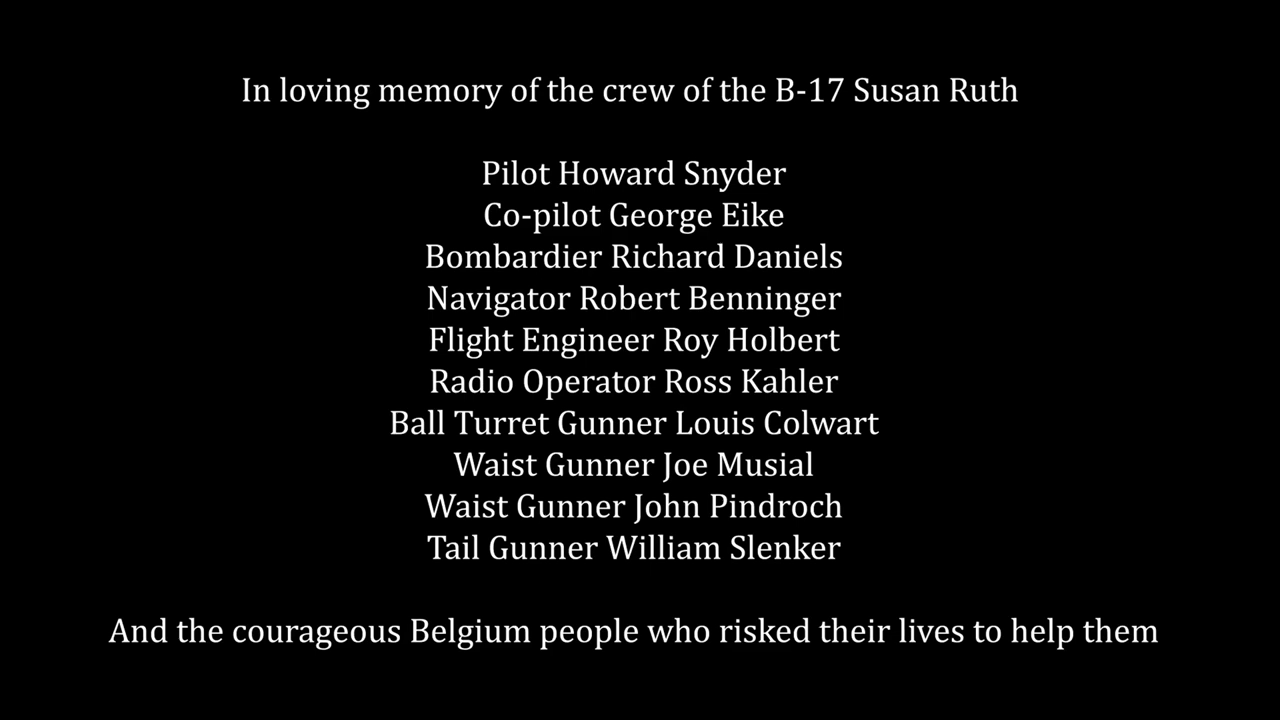 In loving memory of the crew of the B-17 Susan Ruth
Pilot Howard Snyder
Co-pilot George Eike
Bombardier Richard Daniels
Navigator Robert Benninger
Flight Engineer Roy Holbert
Radio Operator Ross Kahler
Ball Turret Gunner Louis Colwart
Waist Gunner Joe Musial
Waist Gunner John Pindroch
Tail Gunner William Slenker
And the courageous Belgium people who risked their lives to help them